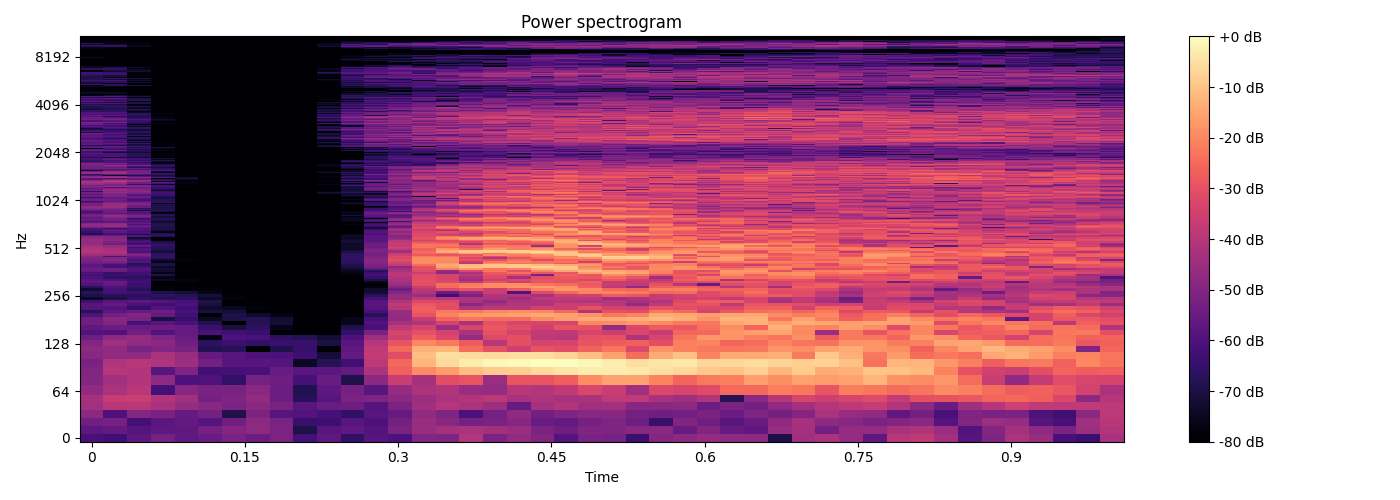 Power spectrogram
Hz
8192
4096
2048
1024
512
256
128
64
0
0 0.15 0.3 0.45 0.6 0.75 0.9
Time
+0 dB
-10 dB
-20 dB
-30 dB
-40 dB
-50 dB
-60 dB
-70 dB
-80 dB